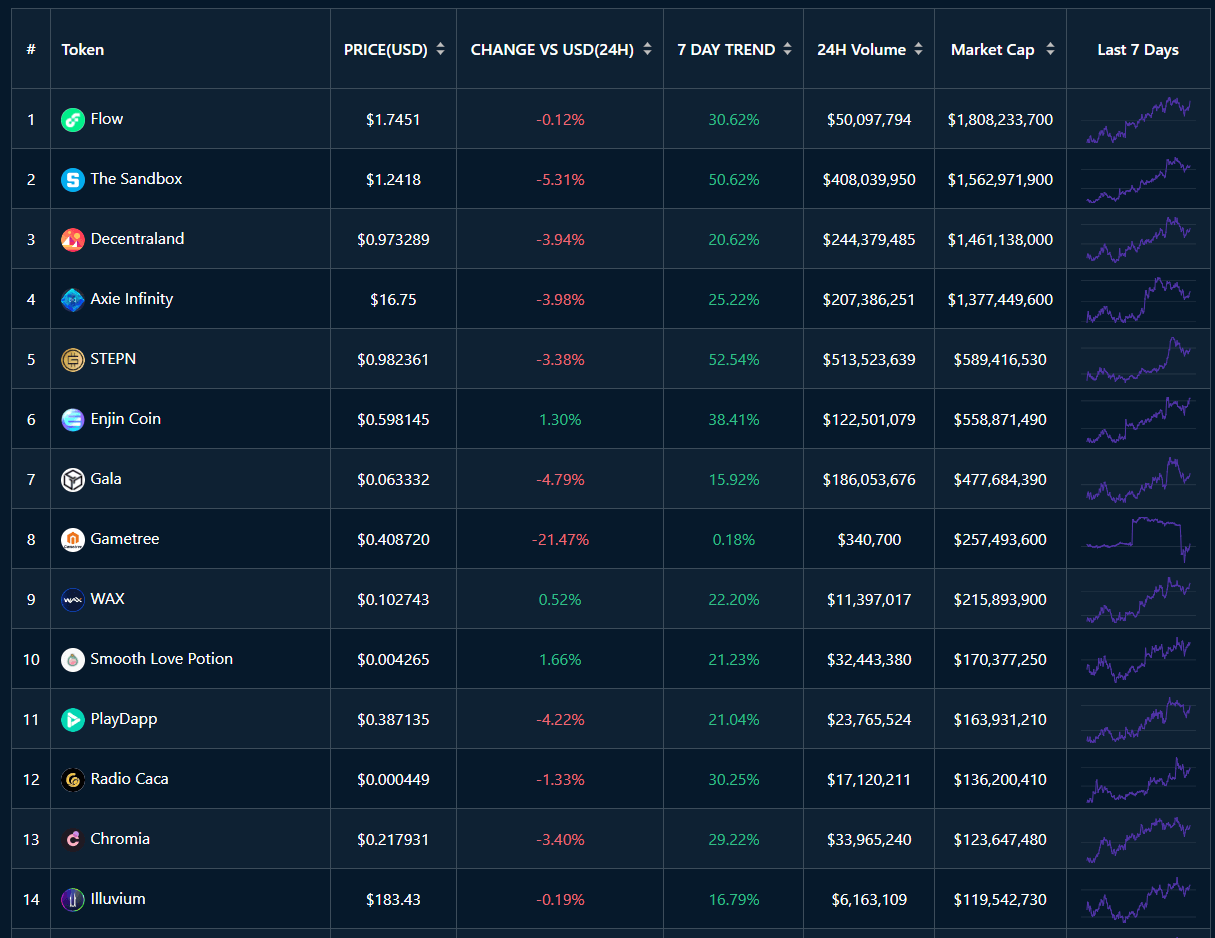 # Token PRICE(USD) CHANGE VS USD(24H) 7 DAY TREND 24H Volume Market Cap Last 7 Days
1 Flow $1.7451 -0.12% 30.62% $50,097,794 $1,808,233,700
2 The Sandbox $1.2418 -5.31% 50.62% $408,039,950 $1,562,971,900
3 Decentraland $0.973289 -3.94% 20.62% $244,379,485 $1,461,138,000
4 Axie Infinity $16.75 -3.98% 25.22% $207,386,251 $1,377,449,600
5 STEPN $0.982361 -3.38% 52.54% $513,523,639 $589,416,530
6 Enjin Coin $0.598145 1.30% 38.41% $122,501,079 $558,871,490
7 Gala $0.063332 -4.79% 15.92% $186,053,676 $477,684,390
8 Gametree $0.408720 -21.47% 0.18% $340,700 $257,493,600
9 WAX $0.102743 0.52% 22.20% $11,397,017 $215,893,900
10 Smooth Love Potion $0.004265 1.66% 21.23% $32,443,380 $170,377,250
11 PlayDapp $0.387135 -4.22% 21.04% $23,765,524 $163,931,210
12 Radio Caca $0.000449 -1.33% 30.25% $17,120,211 $136,200,410
13 Chromia $0.217931 -3.40% 29.22% $33,965,240 $123,647,480
14 Illuvium $183.43 -0.19% 16.79% $6,163,109 $119,542,730